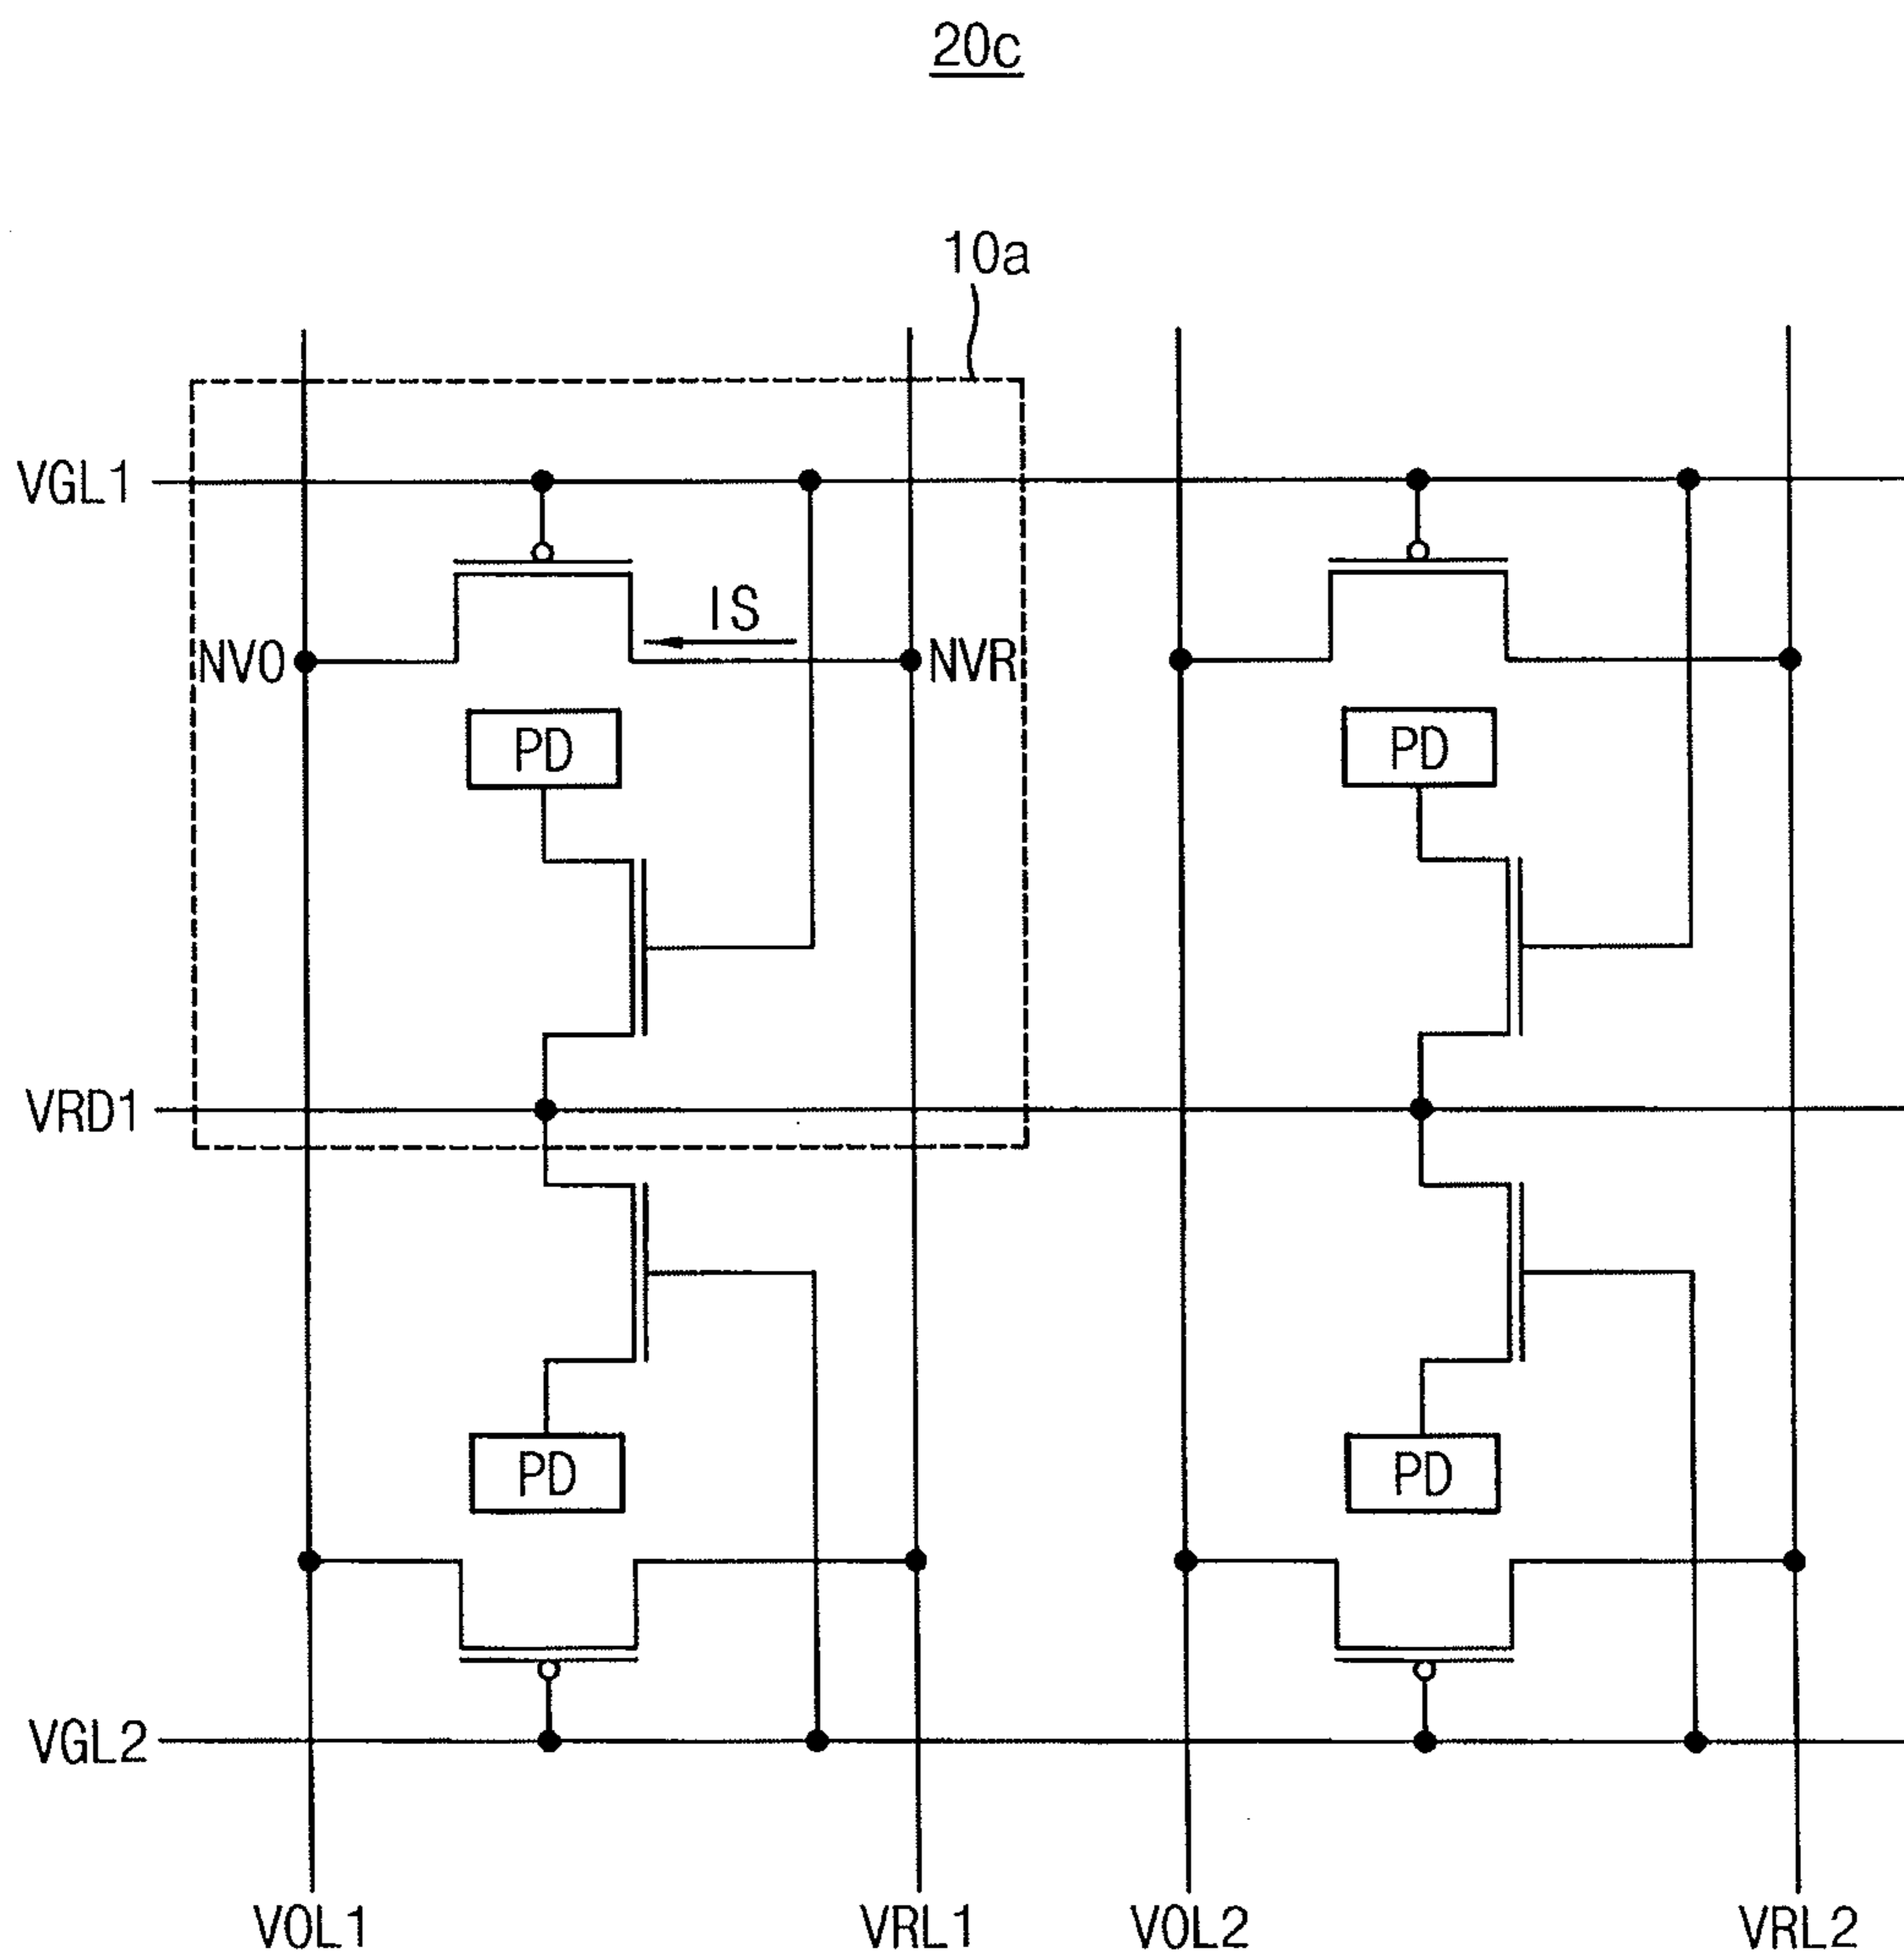 20c
10a
VGL1
IS
NVO
NVR
PD
PD
VRD1
PD
PD
VGL2
VOL1
VRL1
VOL2
VRL2